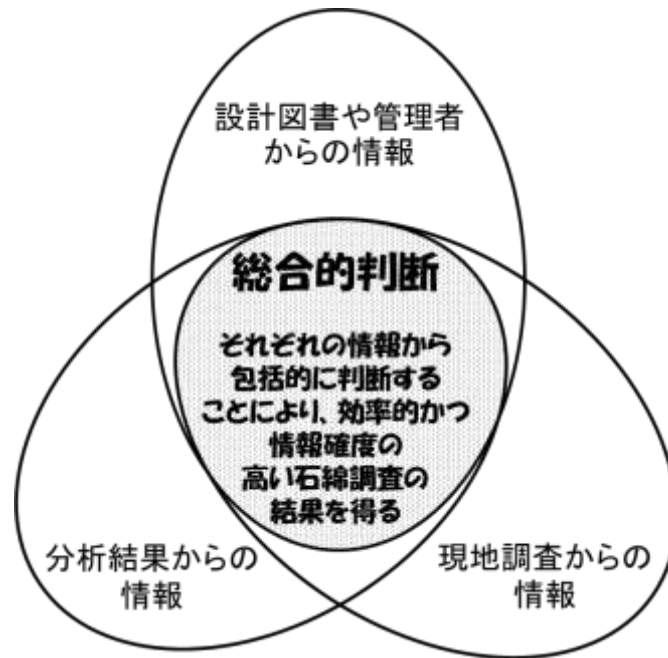 設計図書や管理者
からの情報
総合的判断
それぞれの情報から
包括的に判断する
ことにより、効率的かつ
情報確度の
高い石綿調査の
結果を得る
分析結果からの
情報
現地調査からの
情報